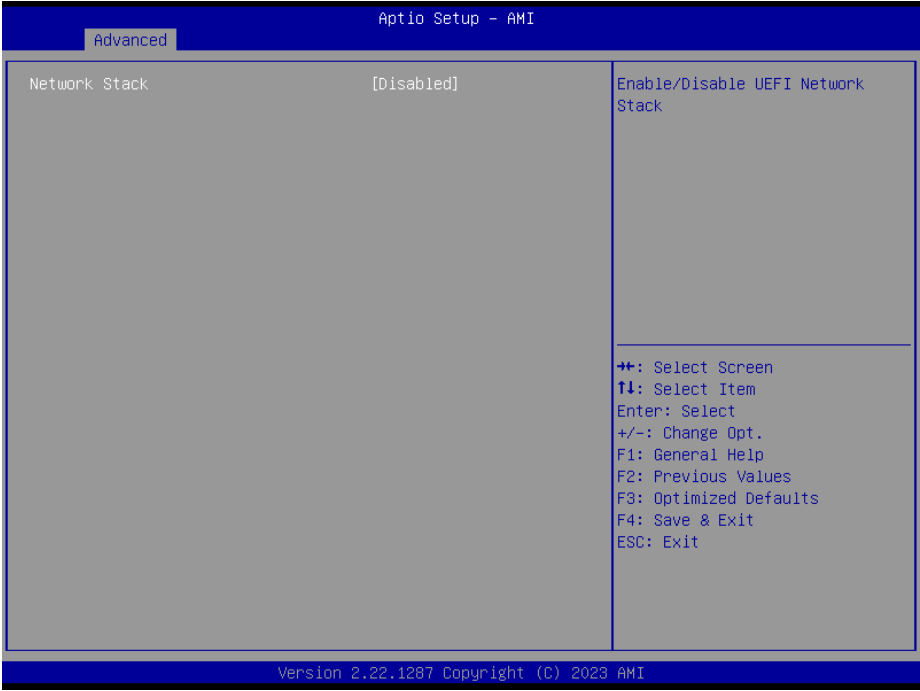 Aptio Setup – AMI
Advanced
Network Stack [Disabled]
Enable/Disable UEFI Network
Stack
→←: Select Screen
↑↓: Select Item
Enter: Select
+/-: Change Opt.
F1: General Help
F2: Previous Values
F3: Optimized Defaults
F4: Save & Exit
ESC: Exit
Version 2.22.1287 Copyright (C) 2023 AMI